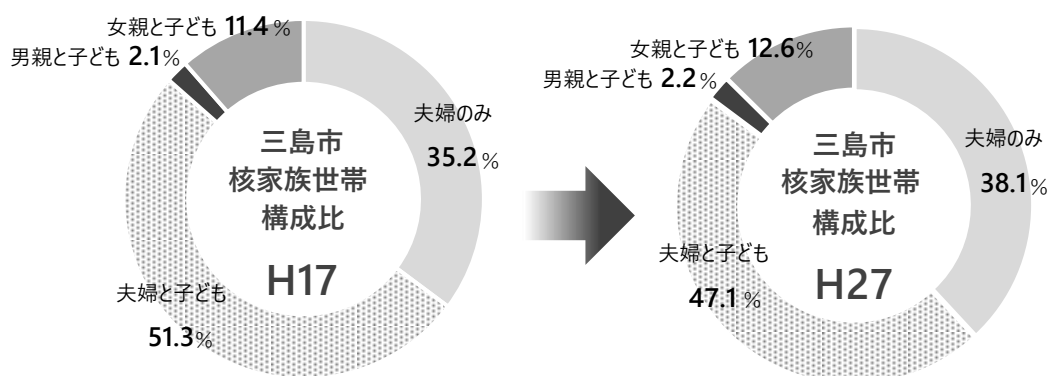 女親と子ども 11.4 %
男親と子ども 2.1%
夫婦のみ
35.2 %
三島市
核家族世帯
構成比
H17
夫婦と子ども
51.3%
女親と子ども 12.6%
男親と子ども 2.2%
夫婦のみ
38.1%
三島市
核家族世帯
構成比
H27
夫婦と子ども
47.1 %